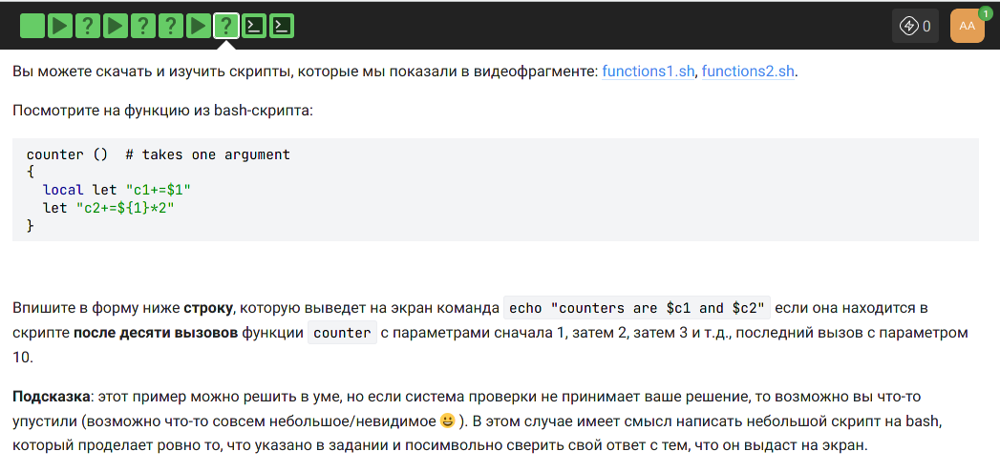 0
AA
1
Вы можете скачать и изучить скрипты, которые мы показали в видеофрагменте: functions1.sh, functions2.sh.
Посмотрите на функцию из bash-скрипта:
counter ()  # takes one argument
{
  local let "c1+=$1"
  let "c2+=${1}*2"
}
Впишите в форму ниже строку, которую выведет на экран команда echo "counters are $c1 and $c2" если она находится в
скрипте после десяти вызовов функции counter с параметрами сначала 1, затем 2, затем 3 и т.д., последний вызов с параметром
10.
Подсказка: этот пример можно решить в уме, но если система проверки не принимает ваше решение, то возможно вы что-то
упустили (возможно что-то совсем небольшое/невидимое 😀 ). В этом случае имеет смысл написать небольшой скрипт на bash,
который проделает ровно то, что указано в задании и посимвольно сверить свой ответ с тем, что он выдаст на экран.